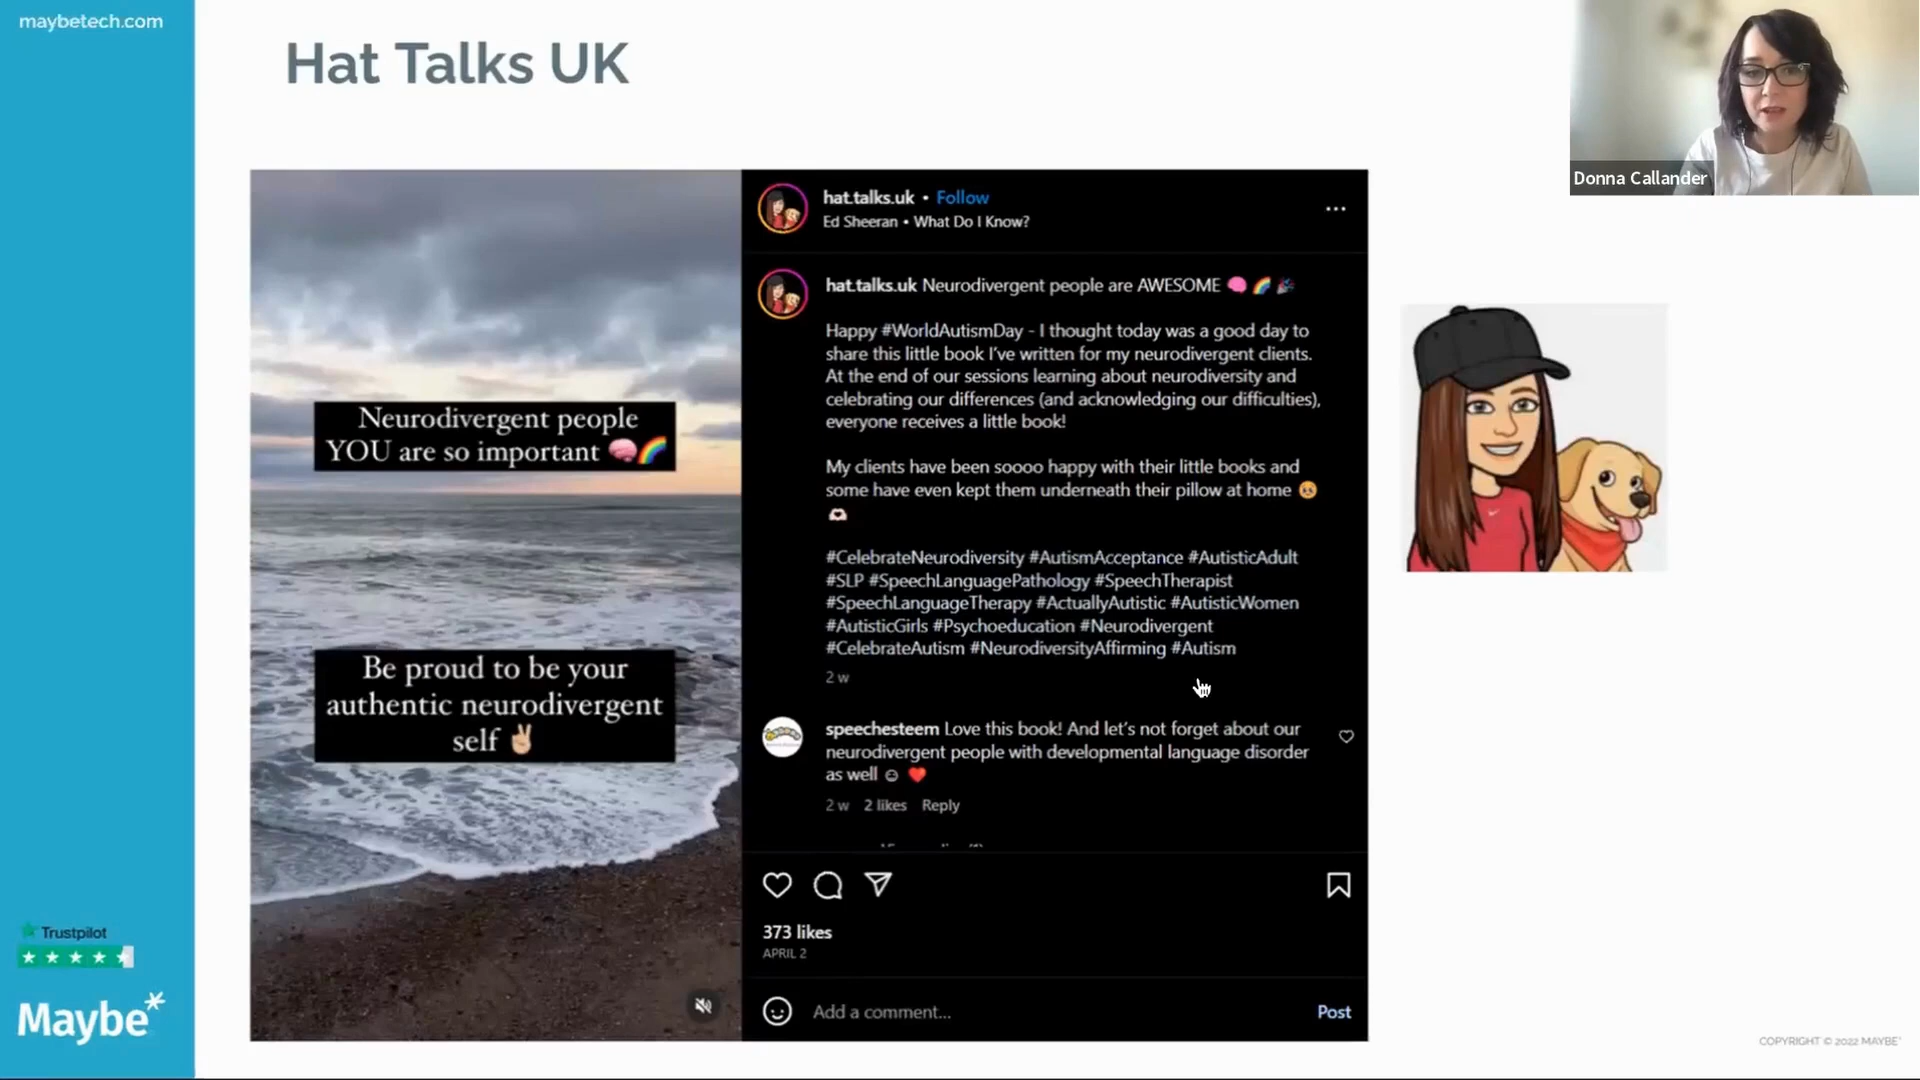 maybetech.com
Hat Talks UK
Donna Callander
Neurodivergent people
YOU are so important 🧠🌈
Be proud to be your
authentic neurodivergent
self ✌🏼
hat.talks.uk • Follow
Ed Sheeran • What Do I Know?
hat.talks.uk Neurodivergent people are AWESOME 🧠 🌈 🎉
Happy #WorldAutismDay - I thought today was a good day to
share this little book I've written for my neurodivergent clients.
At the end of our sessions learning about neurodiversity and
celebrating our differences (and acknowledging our difficulties),
everyone receives a little book!
My clients have been soooo happy with their little books and
some have even kept them underneath their pillow at home 🥺
🫶🏻
#CelebrateNeurodiversity #AutismAcceptance #AutisticAdult
#SLP #SpeechLanguagePathology #SpeechTherapist
#SpeechLanguageTherapy #ActuallyAutistic #AutisticWomen
#AutisticGirls #Psychoeducation #Neurodivergent
#CelebrateAutism #NeurodiversityAffirming #Autism
2 w
speechesteem Love this book! And let's not forget about our
neurodivergent people with developmental language disorder
as well ☺ ❤️
2 w 2 likes Reply
373 likes
APRIL 2
Add a comment...
Post
Trustpilot
Maybe*
COPYRIGHT © 2022 MAYBE*